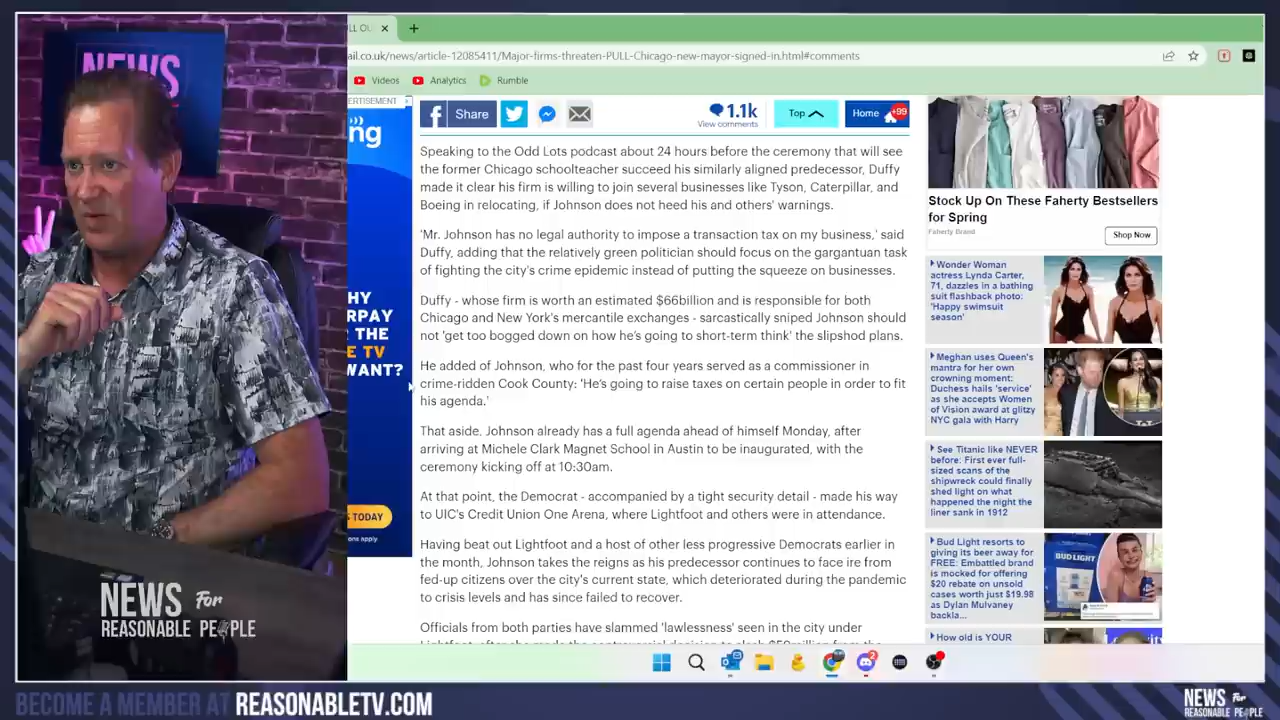 NEWS
LL OU
ail.co.uk/news/article-12085411/Major-firms-threaten-PULL-Chicago-new-mayor-signed-in.html#comments
Videos
Analytics
Rumble
ERTISEMENT
ng
HY
RPAY
THE
E TV
WANT?
S TODAY
ons apply.
Share
1.1k
View comments
Top
Home
+99
Speaking to the Odd Lots podcast about 24 hours before the ceremony that will see
the former Chicago schoolteacher succeed his similarly aligned predecessor, Duffy
made it clear his firm is willing to join several businesses like Tyson, Caterpillar, and
Boeing in relocating, if Johnson does not heed his and others' warnings.
'Mr. Johnson has no legal authority to impose a transaction tax on my business,' said
Duffy, adding that the relatively green politician should focus on the gargantuan task
of fighting the city's crime epidemic instead of putting the squeeze on businesses.
Duffy - whose firm is worth an estimated $66billion and is responsible for both
Chicago and New York's mercantile exchanges - sarcastically sniped Johnson should
not 'get too bogged down on how he's going to short-term think' the slipshod plans.
He added of Johnson, who for the past four years served as a commissioner in
crime-ridden Cook County: 'He's going to raise taxes on certain people in order to fit
his agenda.'
That aside, Johnson already has a full agenda ahead of himself Monday, after
arriving at Michele Clark Magnet School in Austin to be inaugurated, with the
ceremony kicking off at 10:30am.
At that point, the Democrat - accompanied by a tight security detail - made his way
to UIC's Credit Union One Arena, where Lightfoot and others were in attendance.
Having beat out Lightfoot and a host of other less progressive Democrats earlier in
the month, Johnson takes the reigns as his predecessor continues to face ire from
fed-up citizens over the city's current state, which deteriorated during the pandemic
to crisis levels and has since failed to recover.
Officials from both parties have slammed 'lawlessness' seen in the city under
Stock Up On These Faherty Bestsellers
for Spring
Faherty Brand
Shop Now
Wonder Woman
actress Lynda Carter,
71, dazzles in a bathing
suit flashback photo:
'Happy swimsuit
season'
Meghan uses Queen's
mantra for her own
crowning moment:
Duchess hails 'service'
as she accepts Women
of Vision award at glitzy
NYC gala with Harry
See Titanic like NEVER
before: First ever full-
sized scans of the
shipwreck could finally
shed light on what
happened the night the
liner sank in 1912
Bud Light resorts to
giving its beer away for
FREE: Embattled brand
is mocked for offering
$20 rebate on unsold
cases worth just $19.98
as Dylan Mulvaney
backla...
BUD LIGHT
How old is YOUR
2
NEWS For
REASONABLE PEOPLE
BECOME A MEMBER AT REASONABLETV.COM
NEWS For
REASONABLE PEOPLE